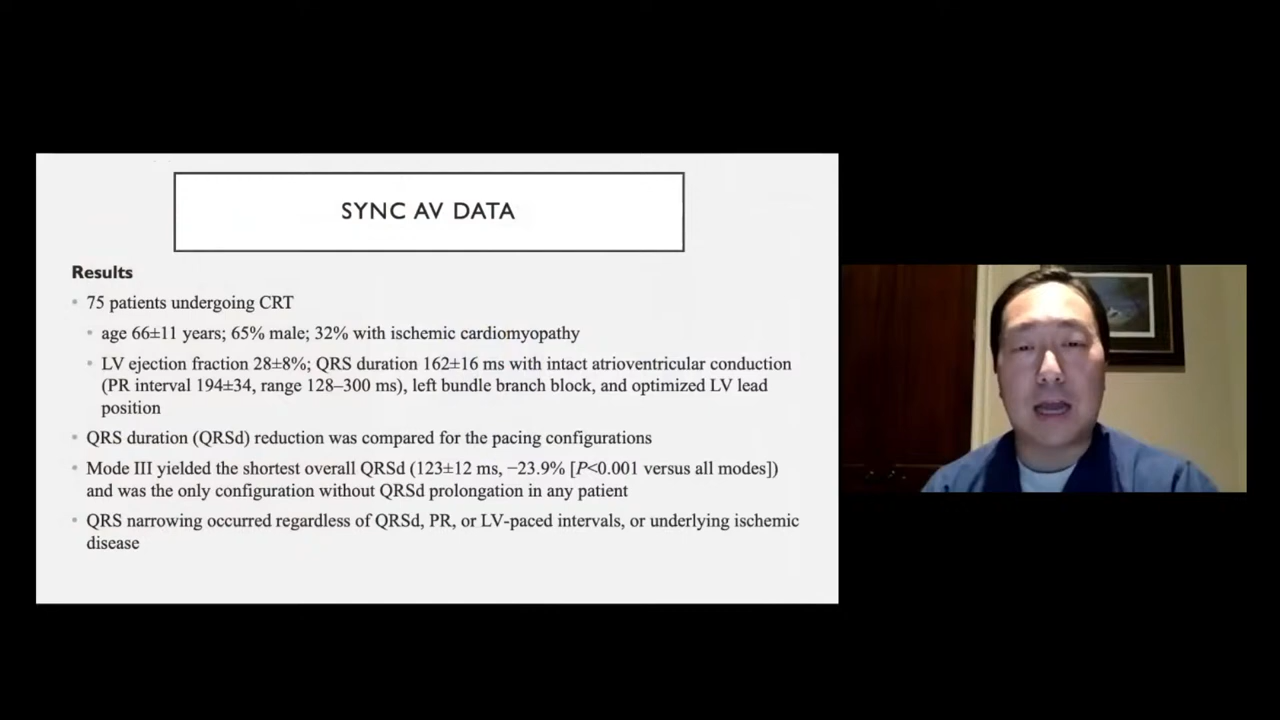 SYNC AV DATA
Results
• 75 patients undergoing CRT
• age 66±11 years; 65% male; 32% with ischemic cardiomyopathy
• LV ejection fraction 28±8%; QRS duration 162±16 ms with intact atrioventricular conduction
(PR interval 194±34, range 128–300 ms), left bundle branch block, and optimized LV lead
position
• QRS duration (QRSd) reduction was compared for the pacing configurations
• Mode III yielded the shortest overall QRSd (123±12 ms, −23.9% [P<0.001 versus all modes])
and was the only configuration without QRSd prolongation in any patient
• QRS narrowing occurred regardless of QRSd, PR, or LV-paced intervals, or underlying ischemic
disease